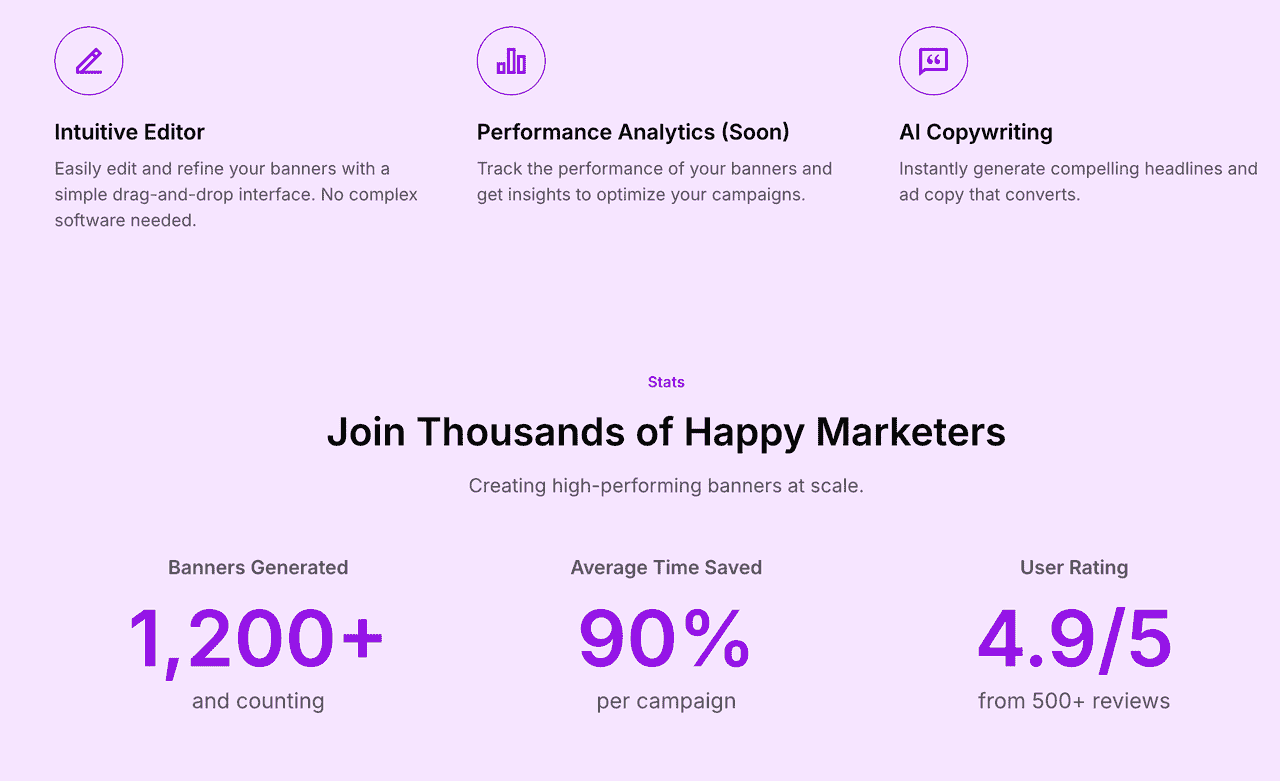 Intuitive Editor
Easily edit and refine your banners with a
simple drag-and-drop interface. No complex
software needed.
Performance Analytics (Soon)
Track the performance of your banners and
get insights to optimize your campaigns.
AI Copywriting
Instantly generate compelling headlines and
ad copy that converts.
Stats
Join Thousands of Happy Marketers
Creating high-performing banners at scale.
Banners Generated
1,200+
and counting
Average Time Saved
90%
per campaign
User Rating
4.9/5
from 500+ reviews